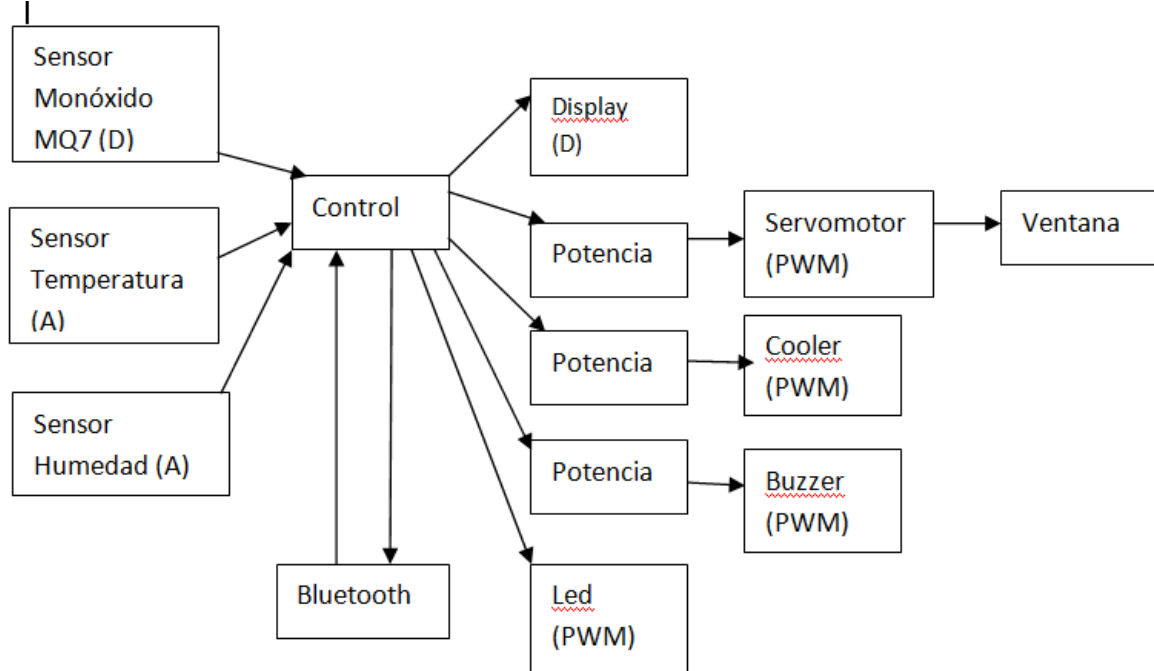 Sensor
Monóxido
MQ7 (D)
Sensor
Temperatura
(A)
Sensor
Humedad (A)
Control
Bluetooth
Display
(D)
Potencia
Servomotor
(PWM)
Ventana
Potencia
Cooler
(PWM)
Potencia
Buzzer
(PWM)
Led
(PWM)